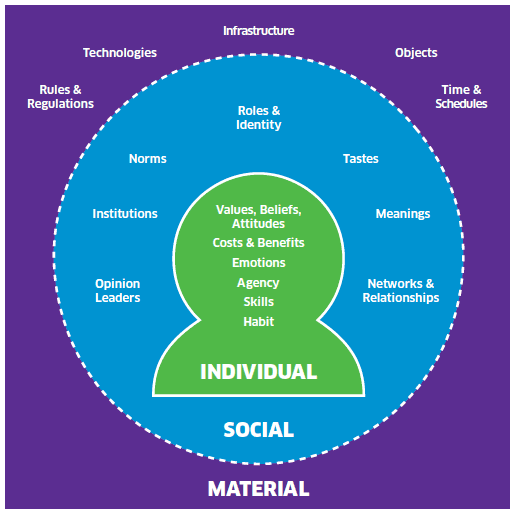 Infrastructure
Technologies
Objects
Rules &
Regulations
Time &
Schedules
Roles &
Identity
Norms
Tastes
Institutions
Meanings
Opinion
Leaders
Networks &
Relationships
Values, Beliefs,
Attitudes
Costs & Benefits
Emotions
Agency
Skills
Habit
INDIVIDUAL
SOCIAL
MATERIAL